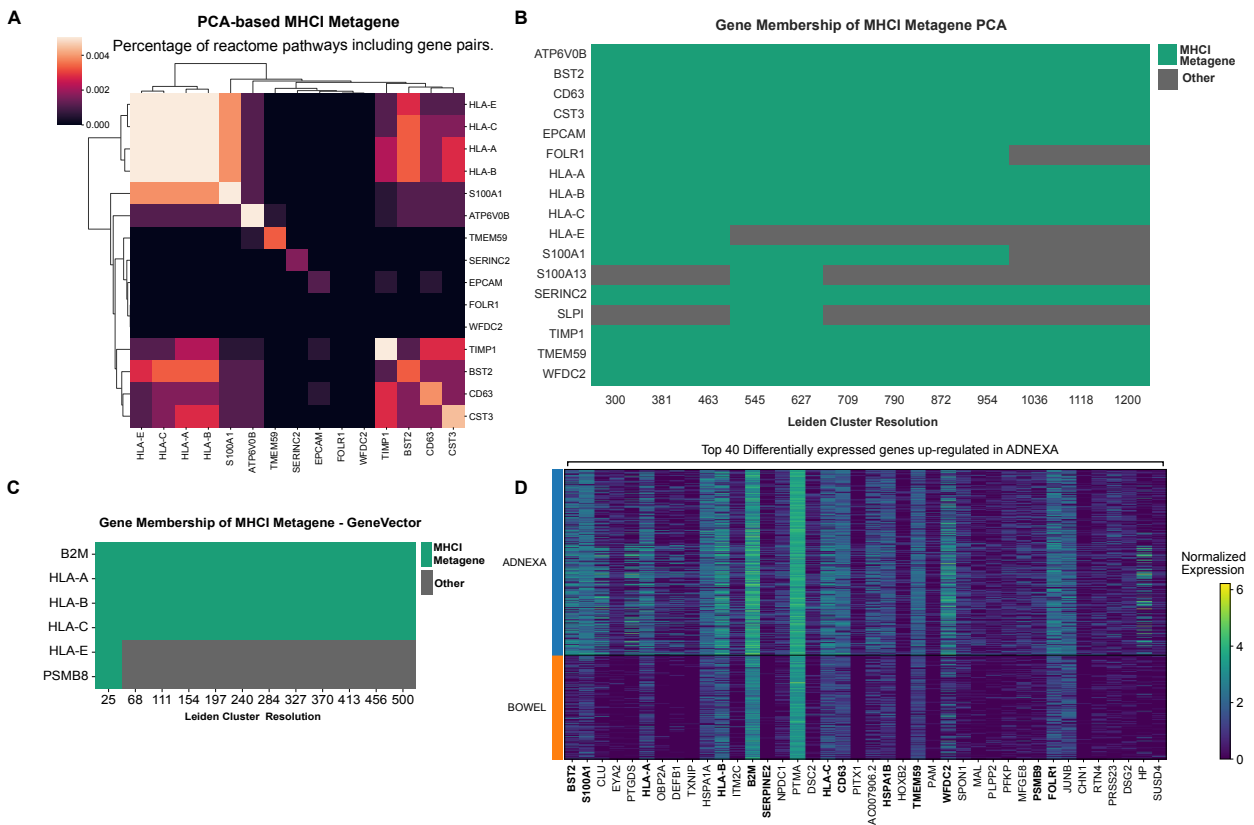 A
PCA-based MHCI Metagene
Percentage of reactome pathways including gene pairs.
0.004
0.002
0.000
HLA-E
HLA-C
HLA-A
HLA-B
S100A1
ATP6V0B
TMEM59
SERINC2
EPCAM
FOLR1
WFDC2
TIMP1
BST2
CD63
CST3
HLA-E
HLA-C
HLA-A
HLA-B
S100A1
ATP6V0B
TMEM59
SERINC2
EPCAM
FOLR1
WFDC2
TIMP1
BST2
CD63
CST3
B
Gene Membership of MHCI Metagene PCA
ATP6V0B
BST2
CD63
CST3
EPCAM
FOLR1
HLA-A
HLA-B
HLA-C
HLA-E
S100A1
S100A13
SERINC2
SLPI
TIMP1
TMEM59
WFDC2
300 381 463 545 627 709 790 872 954 1036 1118 1200
Leiden Cluster Resolution
MHCI
Metagene
Other
C
Gene Membership of MHCI Metagene - GeneVector
B2M
HLA-A
HLA-B
HLA-C
HLA-E
PSMB8
25 68 111 154 197 240 284 327 370 413 456 500
Leiden Cluster Resolution
MHCI
Metagene
Other
D
Top 40 Differentially expressed genes up-regulated in ADNEXA
ADNEXA
BOWEL
BST2
S100A1
CLU
EYA2
PTGDS
HLA-A
OBP2A
DEFB1
TXNIP
HSPA1A
HLA-B
ITM2C
B2M
SERPINE2
NPDC1
PTMA
DSC2
HLA-C
CD63
PITX1
AC007906.2
HSPA1B
HOXB2
TMEM59
PAM
WFDC2
SPON1
MAL
PLPP2
PFKP
MFGE8
PSMB9
FOLR1
JUNB
CHN1
RTN4
PRSS23
DSG2
HP
SUSD4
Normalized
Expression
6
4
2
0